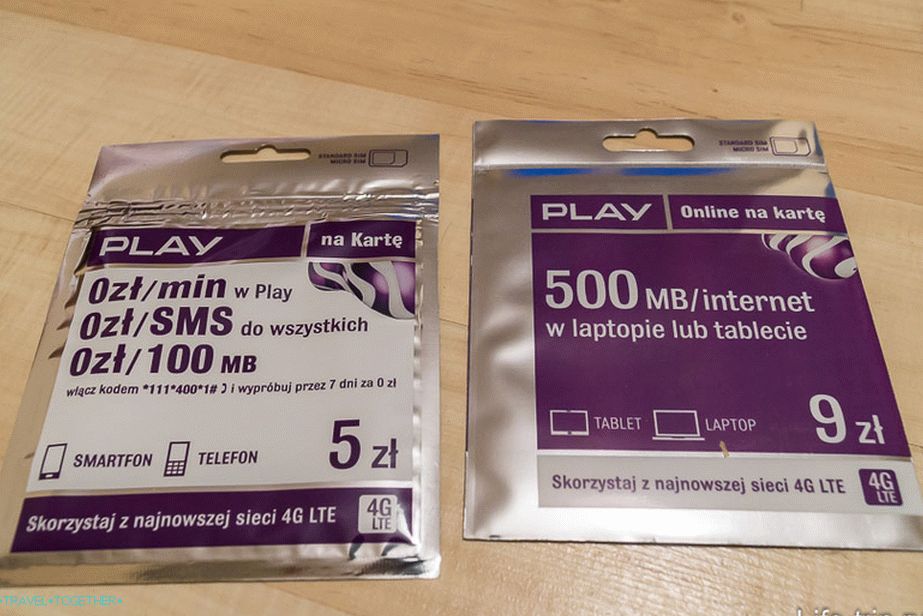 STANDARD SIM
MICRO SIM
PLAY
na Kartę
0zł/min w Play
0zł/SMS do wszystkich
0zł/100 MB
włącz kodem *111*400*1# i wypróbuj przez 7 dni za 0 zł
SMARTFON
TELEFON
5 zł
Skorzystaj z najnowszej sieci 4G LTE
4G
LTE
STANDARD SIM
MICRO SIM
PLAY
Online na kartę
500 MB/internet
w laptopie lub tablecie
TABLET
LAPTOP
9 zł
Skorzystaj z najnowszej sieci 4G LTE
4G
LTE
•TRAVEL•TOGETHER•